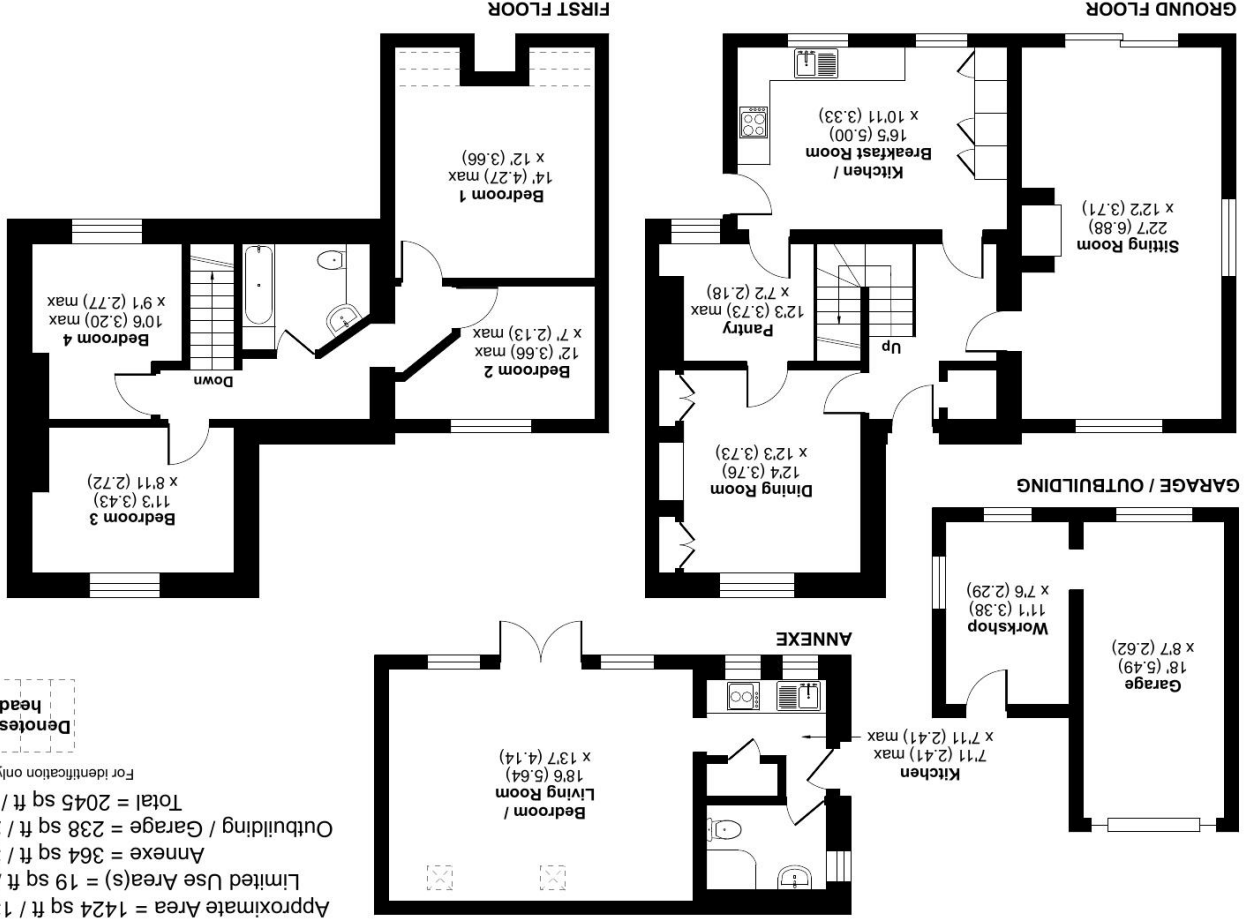 Approximate Area = 1424 sq ft / 1
Limited Use Area(s) = 19 sq ft /
Annexe = 364 sq ft /
Outbuilding / Garage = 238 sq ft /
Total = 2045 sq ft /
For identification only
Denotes
head
Bedroom /
Living Room
18'6 (5.64)
x 13'7 (4.14)
Kitchen
7'11 (2.41) max
x 7'11 (2.41) max
ANNEXE
Garage
18' (5.49)
x 8'7 (2.62)
Workshop
11'1 (3.38)
x 7'6 (2.29)
GARAGE / OUTBUILDING
Bedroom 3
11'3 (3.43)
x 8'11 (2.72)
Down
Bedroom 4
10'6 (3.20) max
x 9'1 (2.77) max
Bedroom 2
12' (3.66) max
x 7' (2.13) max
Bedroom 1
14' (4.27) max
x 12' (3.66)
FIRST FLOOR
Dining Room
12'4 (3.76)
x 12'3 (3.73)
Up
Pantry
12'3 (3.73) max
x 7'2 (2.18)
Sitting Room
22'7 (6.88)
x 12'2 (3.71)
Kitchen /
Breakfast Room
16'5 (5.00)
x 10'11 (3.33)
GROUND FLOOR